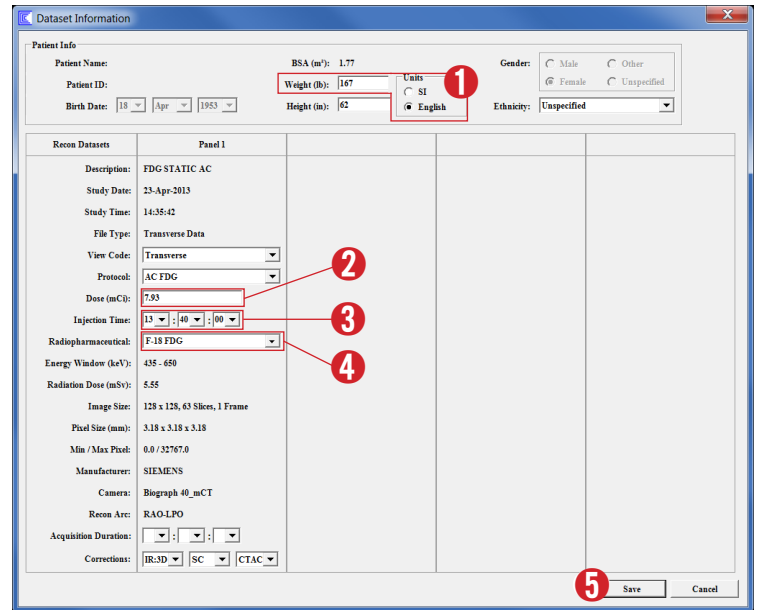 Dataset Information
X
Patient Info
Patient Name:
BSA (m²): 1.77
Gender: Male Other
Patient ID:
Weight (lb): 167
Units
SI
1
Female Unspecified
Birth Date: 18 Apr 1953
Height (in): 62
English
Ethnicity: Unspecified
Recon Datasets Panel 1
Description: FDG STATIC AC
Study Date: 23-Apr-2013
Study Time: 14:35:42
File Type: Transverse Data
View Code: Transverse
2
Protocol: AC FDG
Dose (mCi): 7.93
Injection Time: 13 : 40 : 00
3
Radiopharmaceutical: F-18 FDG
4
Energy Window (keV): 435 - 650
Radiation Dose (mSv): 5.55
Image Size: 128 x 128, 63 Slices, 1 Frame
Pixel Size (mm): 3.18 x 3.18 x 3.18
Min / Max Pixel: 0.0 / 32767.0
Manufacturer: SIEMENS
Camera: Biograph 40_mCT
Recon Arc: RAO-LPO
Acquisition Duration: : :
Corrections: IR:3D SC CTAC
5
Save Cancel